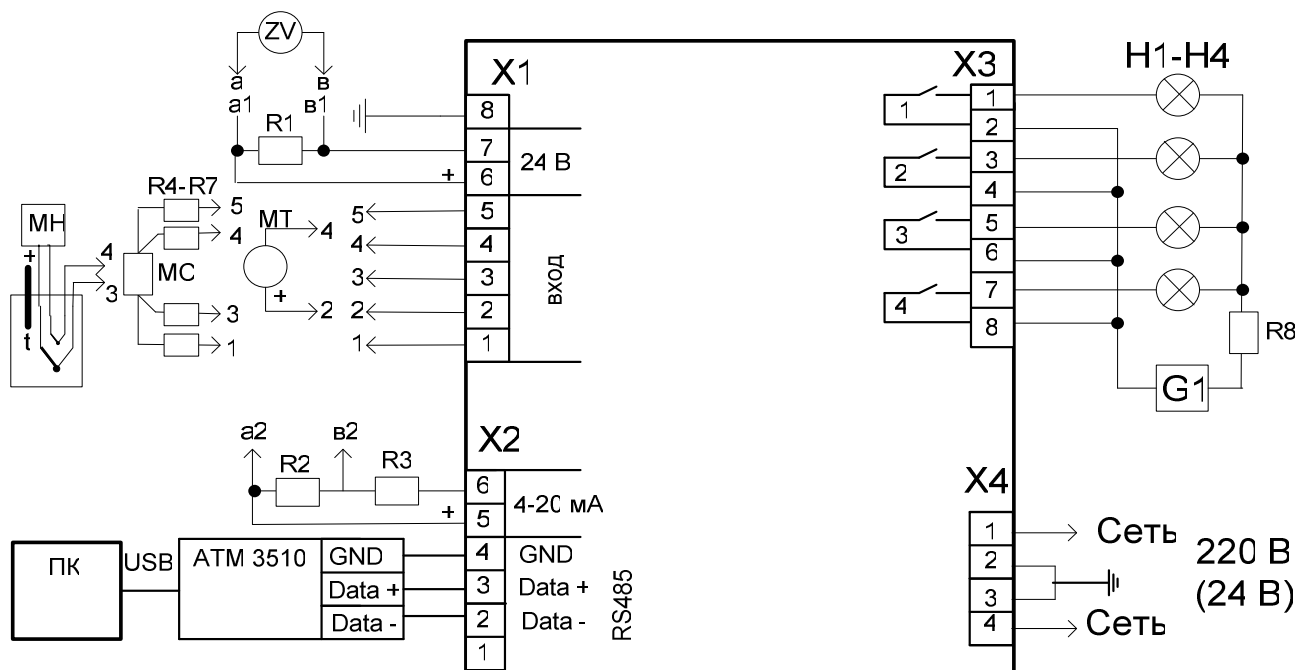 ZV
а в
а1 в1
R1
X1
8
7
6
24 В
+
5
4
3
2
1
вход
R4-R7
5
4
3
1
МН
+
t
4
3
МС
МТ
4
+
2
5
4
3
2
1
а2 в2
R2 R3
X2
6
5
+
4-20 мА
4 GND
3 Data +
2 Data -
1
RS485
ПК
USB
АТМ 3510
GND
Data +
Data -
X3
1
2
3
4
5
6
7
8
1
2
3
4
H1-H4
R8
G1
X4
1
2
3
4
Сеть
Сеть
220 В
(24 В)